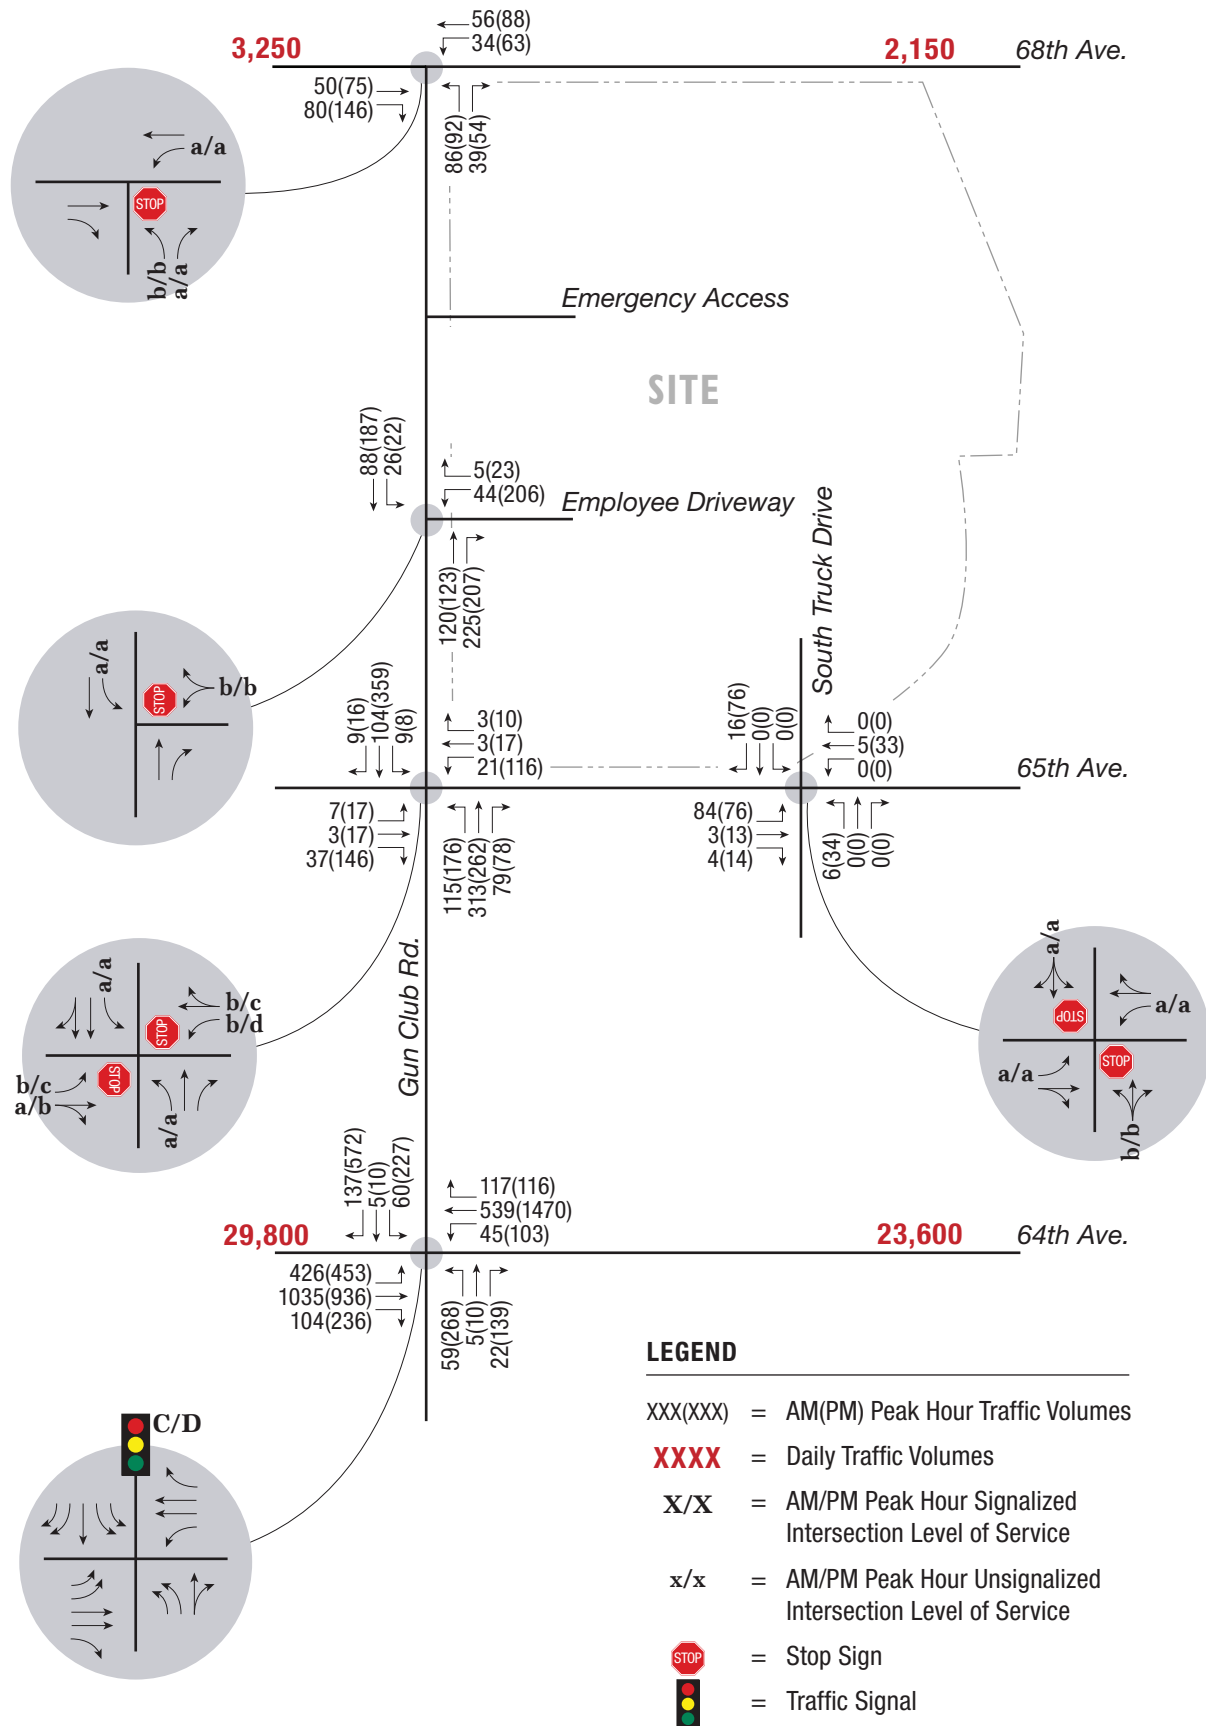 56(88)
34(63)
3,250
2,150
68th Ave.
50(75)
80(146)
86(92)
39(54)
a/a
STOP
b/b
a/a
Emergency Access
SITE
88(187)
26(22)
5(23)
44(206)
Employee Driveway
120(123)
225(207)
South Truck Drive
a/a
STOP
b/b
9(16)
104(359)
9(8)
3(10)
3(17)
21(116)
16(76)
0(0)
0(0)
0(0)
5(33)
0(0)
65th Ave.
7(17)
3(17)
37(146)
115(176)
313(262)
79(78)
84(76)
3(13)
4(14)
6(34)
0(0)
0(0)
Gun Club Rd.
a/a
b/c
b/d
STOP
STOP
b/c
a/b
a/a
a/a
a/a
STOP
STOP
a/a
b/b
137(572)
5(10)
60(227)
117(116)
539(1470)
45(103)
29,800
23,600
64th Ave.
426(453)
1035(936)
104(236)
59(268)
5(10)
22(139)
C/D
LEGEND
XXX(XXX) = AM(PM) Peak Hour Traffic Volumes
XXXX = Daily Traffic Volumes
X/X = AM/PM Peak Hour Signalized
Intersection Level of Service
x/x = AM/PM Peak Hour Unsignalized
Intersection Level of Service
STOP = Stop Sign
= Traffic Signal